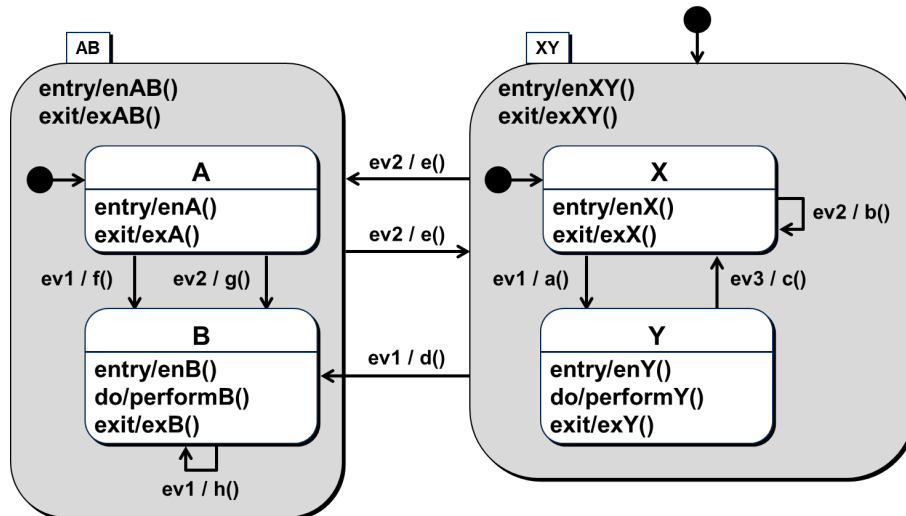 AB
entry/enAB()
exit/exAB()
A
entry/enA()
exit/exA()
ev1 / f()
ev2 / g()
B
entry/enB()
do/performB()
exit/exB()
ev1 / h()
ev2 / e()
ev2 / e()
ev1 / d()
XY
entry/enXY()
exit/exXY()
X
entry/enX()
exit/exX()
ev2 / b()
ev1 / a()
ev3 / c()
Y
entry/enY()
do/performY()
exit/exY()